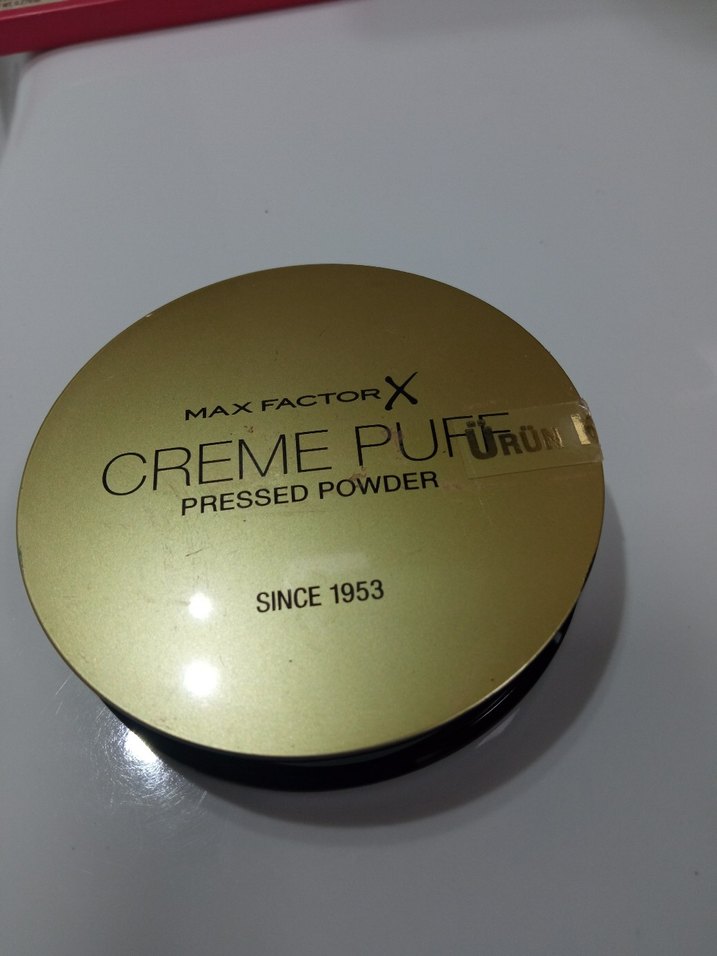 MAX FACTOR X
CREME PUFF
ÜRÜN
PRESSED POWDER
SINCE 1953